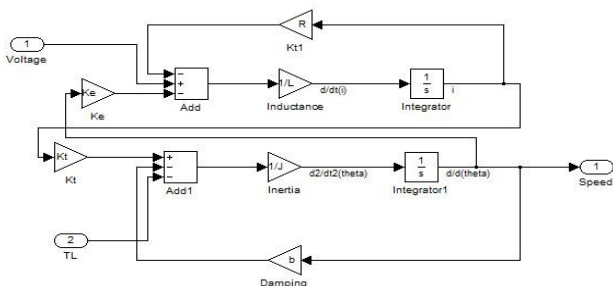 R
Kt1
1
Voltage
Ke
Ke
Add
1/L
Inductance
d/dt(i)
1
s
Integrator
i
Kt
Kt
Add1
1/J
Inertia
d2/dt2(theta)
1
s
Integrator1
d/d(theta)
1
Speed
2
TL
b
Damping